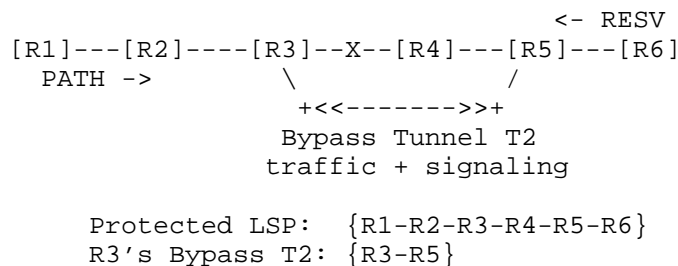 <- RESV
[R1]---[R2]----[R3]--X--[R4]---[R5]---[R6]
PATH -> \ /
+<<------->>+
Bypass Tunnel T2
traffic + signaling
Protected LSP: {R1-R2-R3-R4-R5-R6}
R3's Bypass T2: {R3-R5}